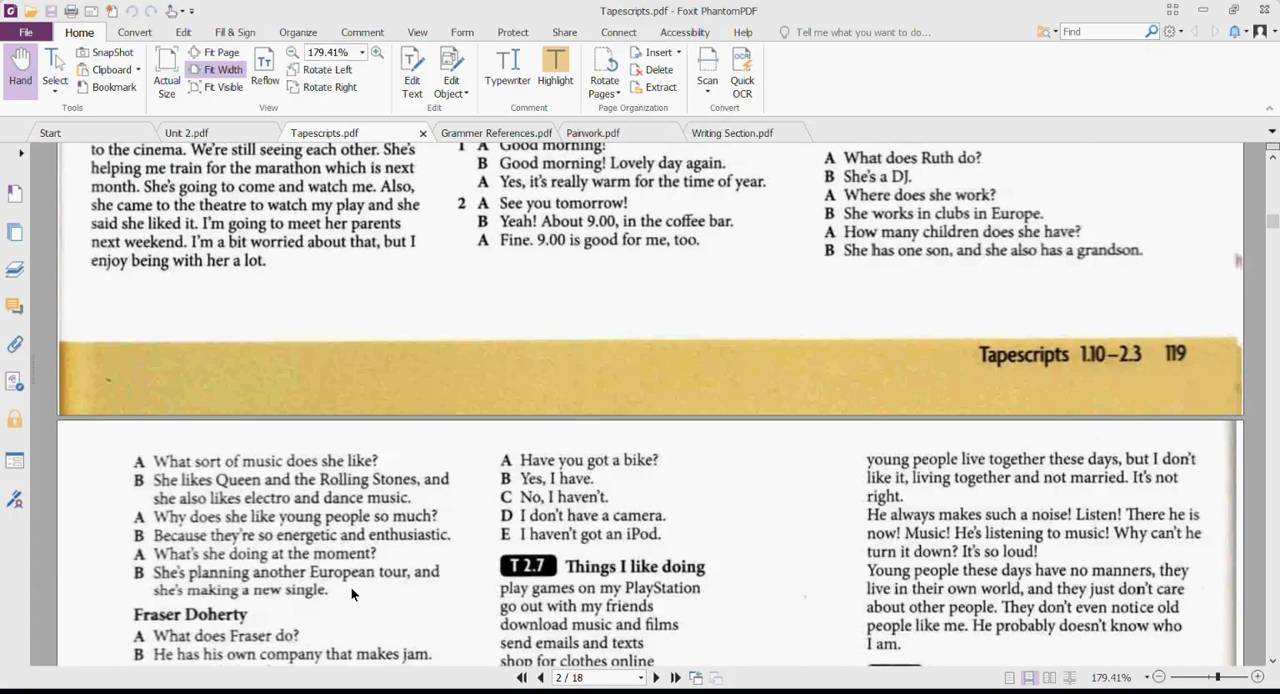 Tapescripts.pdf - Foxit PhantomPDF
File
Home
Convert
Edit
Fill & Sign
Organize
Comment
View
Form
Protect
Share
Connect
Accessibility
Help
Tell me what you want to do...
Find
Hand
Select
SnapShot
Clipboard
Bookmark
Tools
Actual Size
Fit Page
Fit Width
Fit Visible
Reflow
179.41%
Rotate Left
Rotate Right
View
Edit Text
Edit Object
Edit
Typewriter
Highlight
Comment
Rotate Pages
Insert
Delete
Extract
Page Organization
Scan
Quick OCR
Convert
Start
Unit 2.pdf
Tapescripts.pdf
Grammer References.pdf
Pairwork.pdf
Writing Section.pdf
to the cinema. We're still seeing each other. She's
helping me train for the marathon which is next
month. She's going to come and watch me. Also,
she came to the theatre to watch my play and she
said she liked it. I'm going to meet her parents
next weekend. I'm a bit worried about that, but I
enjoy being with her a lot.
1 A Good morning!
B Good morning! Lovely day again.
A Yes, it's really warm for the time of year.
2 A See you tomorrow!
B Yeah! About 9.00, in the coffee bar.
A Fine. 9.00 is good for me, too.
A What does Ruth do?
B She's a DJ.
A Where does she work?
B She works in clubs in Europe.
A How many children does she have?
B She has one son, and she also has a grandson.
Tapescripts 1.10–2.3 119
A What sort of music does she like?
B She likes Queen and the Rolling Stones, and
she also likes electro and dance music.
A Why does she like young people so much?
B Because they're so energetic and enthusiastic.
A What's she doing at the moment?
B She's planning another European tour, and
she's making a new single.
Fraser Doherty
A What does Fraser do?
B He has his own company that makes jam.
A Have you got a bike?
B Yes, I have.
C No, I haven't.
D I don't have a camera.
E I haven't got an iPod.
T 2.7 Things I like doing
play games on my PlayStation
go out with my friends
download music and films
send emails and texts
shop for clothes online
young people live together these days, but I don't
like it, living together and not married. It's not
right.
He always makes such a noise! Listen! There he is
now! Music! He's listening to music! Why can't he
turn it down? It's so loud!
Young people these days have no manners, they
live in their own world, and they just don't care
about other people. They don't even notice old
people like me. He probably doesn't know who
I am.
2 / 18
179.41%